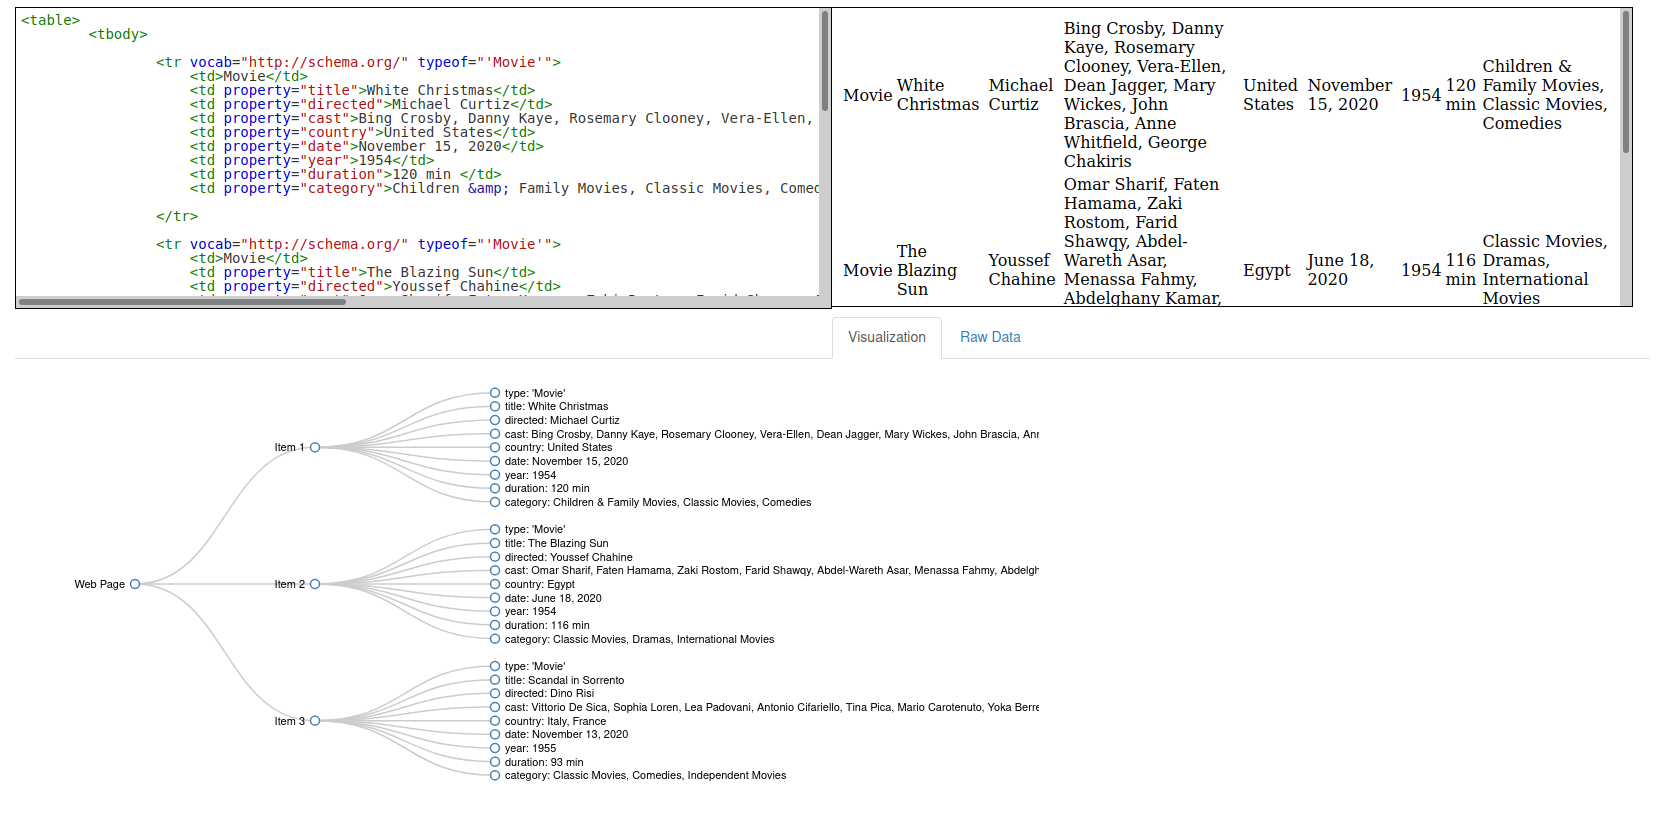 <table>
<tbody>
<tr vocab="http://schema.org/" typeof="'Movie'">
<td>Movie</td>
<td property="title">White Christmas</td>
<td property="directed">Michael Curtiz</td>
<td property="cast">Bing Crosby, Danny Kaye, Rosemary Clooney, Vera-Ellen,
<td property="country">United States</td>
<td property="date">November 15, 2020</td>
<td property="year">1954</td>
<td property="duration">120 min </td>
<td property="category">Children &amp; Family Movies, Classic Movies, Comed
</tr>
<tr vocab="http://schema.org/" typeof="'Movie'">
<td>Movie</td>
<td property="title">The Blazing Sun</td>
<td property="directed">Youssef Chahine</td>
Movie
White
Christmas
Michael
Curtiz
Bing Crosby, Danny
Kaye, Rosemary
Clooney, Vera-Ellen,
Dean Jagger, Mary
Wickes, John
Brascia, Anne
Whitfield, George
Chakiris
United
States
November
15, 2020
1954
120
min
Children &
Family Movies,
Classic Movies,
Comedies
Movie
The
Blazing
Sun
Youssef
Chahine
Omar Sharif, Faten
Hamama, Zaki
Rostom, Farid
Shawqy, Abdel-
Wareth Asar,
Menassa Fahmy,
Abdelghany Kamar,
Egypt
June 18,
2020
1954
116
min
Classic Movies,
Dramas,
International
Movies
Visualization
Raw Data
Web Page
Item 1
type: 'Movie'
title: White Christmas
directed: Michael Curtiz
cast: Bing Crosby, Danny Kaye, Rosemary Clooney, Vera-Ellen, Dean Jagger, Mary Wickes, John Brascia, Anr
country: United States
date: November 15, 2020
year: 1954
duration: 120 min
category: Children & Family Movies, Classic Movies, Comedies
Item 2
type: 'Movie'
title: The Blazing Sun
directed: Youssef Chahine
cast: Omar Sharif, Faten Hamama, Zaki Rostom, Farid Shawqy, Abdel-Wareth Asar, Menassa Fahmy, Abdelgh
country: Egypt
date: June 18, 2020
year: 1954
duration: 116 min
category: Classic Movies, Dramas, International Movies
Item 3
type: 'Movie'
title: Scandal in Sorrento
directed: Dino Risi
cast: Vittorio De Sica, Sophia Loren, Lea Padovani, Antonio Cifariello, Tina Pica, Mario Carotenuto, Yoka Berre
country: Italy, France
date: November 13, 2020
year: 1955
duration: 93 min
category: Classic Movies, Comedies, Independent Movies